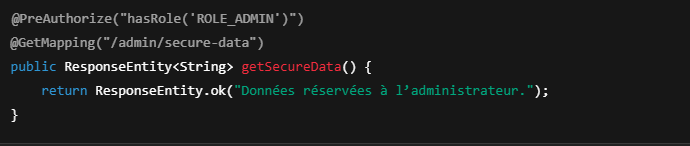 @PreAuthorize("hasRole('ROLE_ADMIN')")
@GetMapping("/admin/secure-data")
public ResponseEntity<String> getSecureData() {
    return ResponseEntity.ok("Données réservées à l’administrateur.");
}